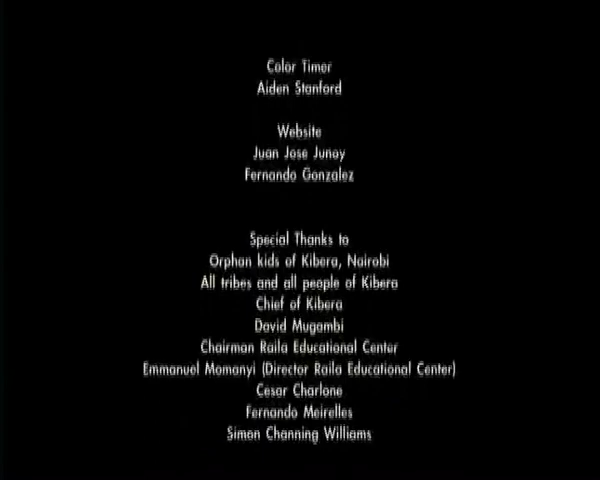 Color Timer
Aiden Stanford
Website
Juan Jose Junoy
Fernando Gonzalez
Special Thanks to
Orphan kids of Kibera, Nairobi
All tribes and all people of Kibera
Chief of Kibera
David Mugambi
Chairman Raila Educational Center
Emmanuel Momanyi (Director Raila Educational Center)
Cesar Charlone
Fernando Meirelles
Simon Channing Williams